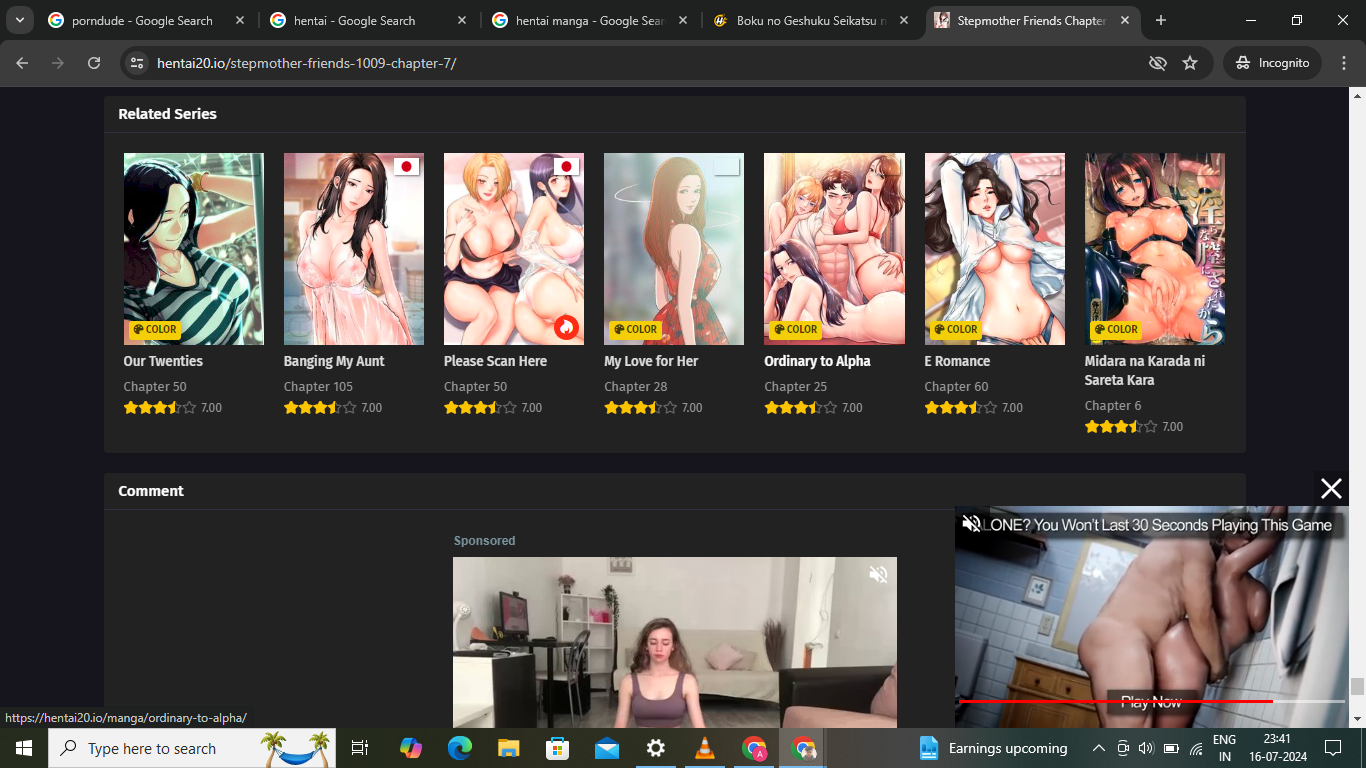 porndude - Google Search
hentai - Google Search
hentai manga - Google Sear
Boku no Geshuku Seikatsu n
Stepmother Friends Chapter
hentai20.io/stepmother-friends-1009-chapter-7/
Incognito
Related Series
COLOR
COLOR
COLOR
COLOR
COLOR
Our Twenties
Banging My Aunt
Please Scan Here
My Love for Her
Ordinary to Alpha
E Romance
Midara na Karada ni
Sareta Kara
Chapter 50
Chapter 105
Chapter 50
Chapter 28
Chapter 25
Chapter 60
Chapter 6
7.00
7.00
7.00
7.00
7.00
7.00
7.00
Comment
Sponsored
ALONE? You Won't Last 30 Seconds Playing This Game
Play Now
https://hentai20.io/manga/ordinary-to-alpha/
Type here to search
A
Earnings upcoming
ENG
IN
23:41
16-07-2024